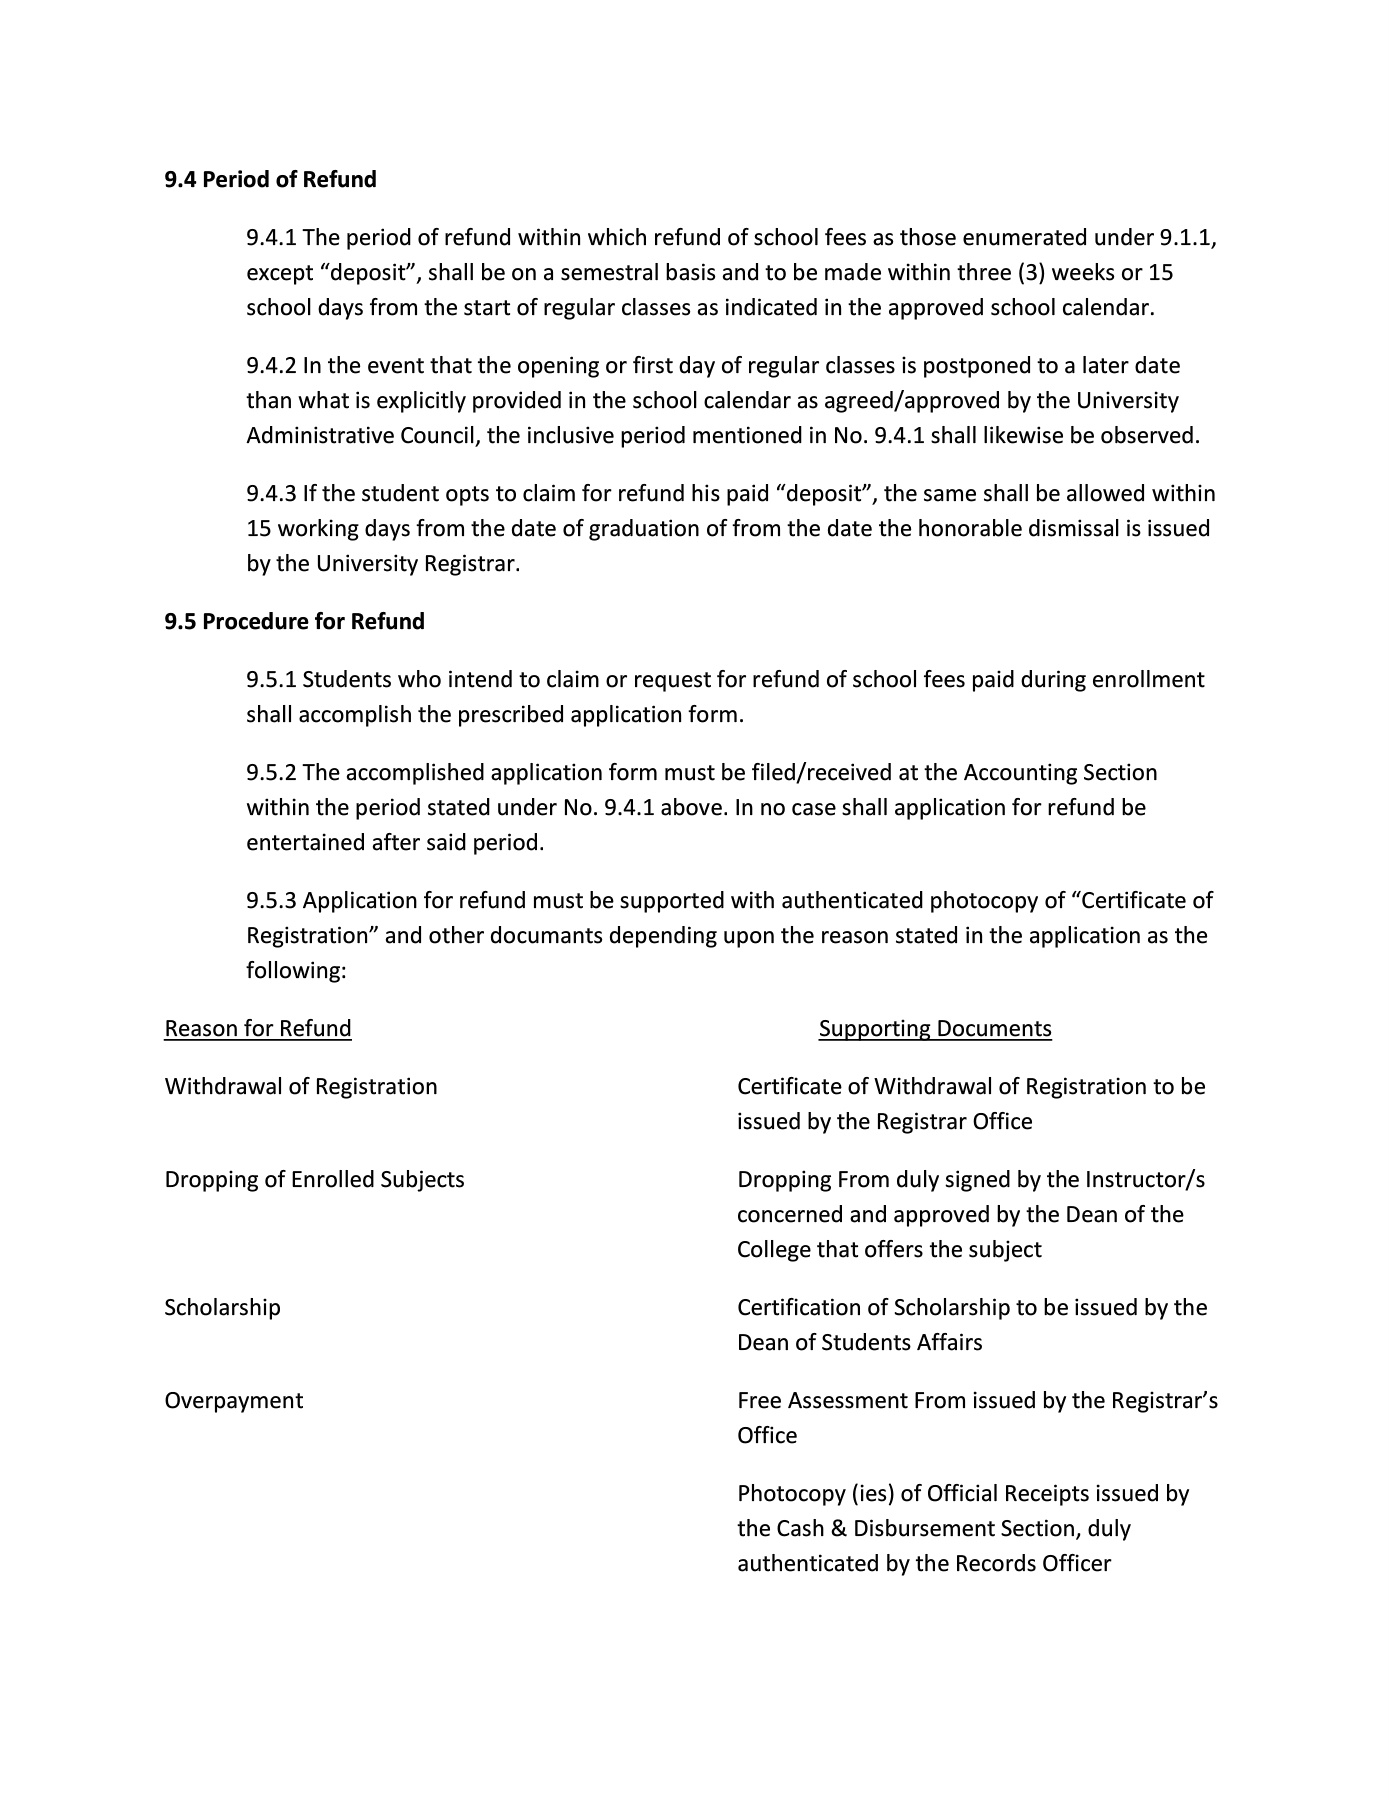 9.4 Period of Refund
9.4.1 The period of refund within which refund of school fees as those enumerated under 9.1.1,
except “deposit”, shall be on a semestral basis and to be made within three (3) weeks or 15
school days from the start of regular classes as indicated in the approved school calendar.
9.4.2 In the event that the opening or first day of regular classes is postponed to a later date
than what is explicitly provided in the school calendar as agreed/approved by the University
Administrative Council, the inclusive period mentioned in No. 9.4.1 shall likewise be observed.
9.4.3 If the student opts to claim for refund his paid “deposit”, the same shall be allowed within
15 working days from the date of graduation of from the date the honorable dismissal is issued
by the University Registrar.
9.5 Procedure for Refund
9.5.1 Students who intend to claim or request for refund of school fees paid during enrollment
shall accomplish the prescribed application form.
9.5.2 The accomplished application form must be filed/received at the Accounting Section
within the period stated under No. 9.4.1 above. In no case shall application for refund be
entertained after said period.
9.5.3 Application for refund must be supported with authenticated photocopy of “Certificate of
Registration” and other documants depending upon the reason stated in the application as the
following:
Reason for Refund Supporting Documents
Withdrawal of Registration Certificate of Withdrawal of Registration to be
issued by the Registrar Office
Dropping of Enrolled Subjects Dropping From duly signed by the Instructor/s
concerned and approved by the Dean of the
College that offers the subject
Scholarship Certification of Scholarship to be issued by the
Dean of Students Affairs
Overpayment Free Assessment From issued by the Registrar’s
Office
Photocopy (ies) of Official Receipts issued by
the Cash & Disbursement Section, duly
authenticated by the Records Officer